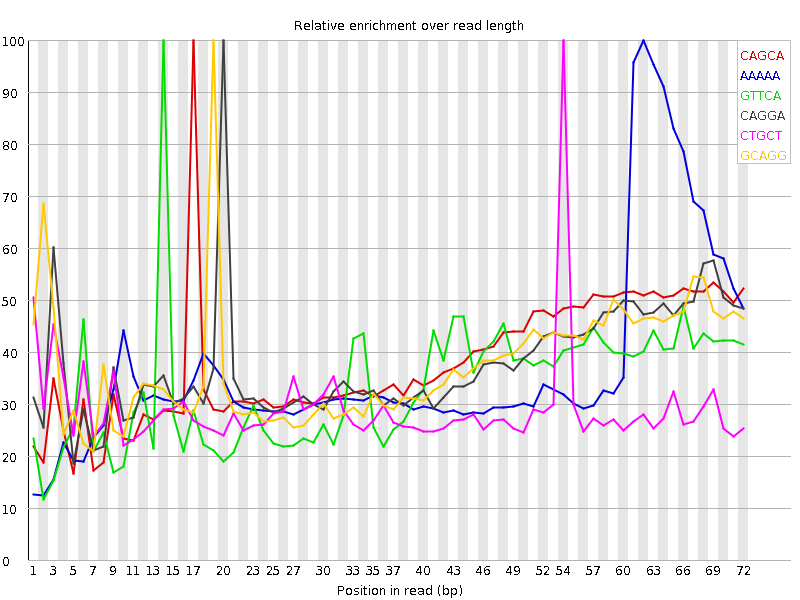 Relative enrichment over read length
100
90
80
70
60
50
40
30
20
10
0
CAGCA
AAAAA
GTTCA
CAGGA
CTGCT
GCAGG
1 3 5 7 9 11 13 15 17 20 23 25 27 30 33 35 37 40 43 46 49 52 54 57 60 63 66 69 72
Position in read (bp)